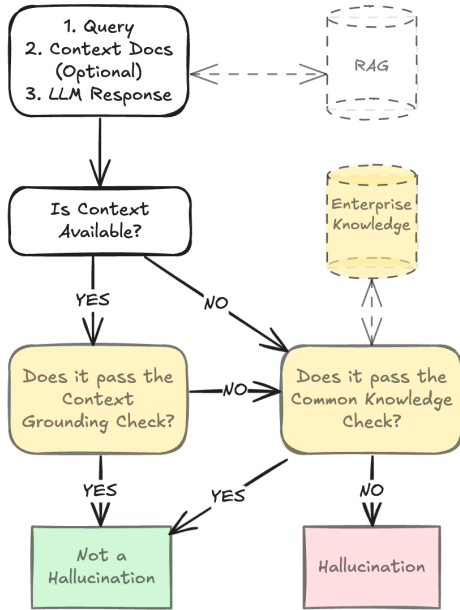 1. Query
2. Context Docs
(Optional)
3. LLM Response
RAG
Is Context
Available?
Enterprise
Knowledge
YES
NO
Does it pass the
Context
Grounding Check?
NO
Does it pass the
Common Knowledge
Check?
YES
YES
NO
Not a
Hallucination
Hallucination